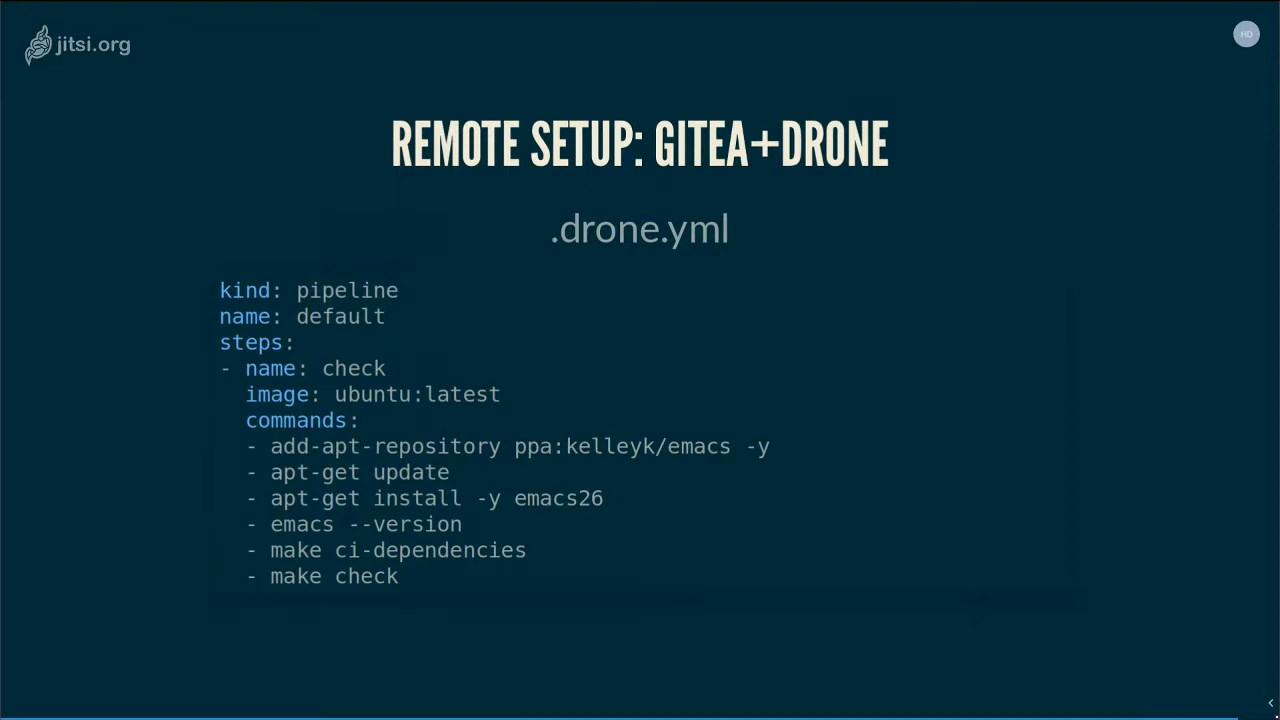 jitsi.org
HD
REMOTE SETUP: GITEA+DRONE
.drone.yml
kind: pipeline
name: default
steps:
- name: check
  image: ubuntu:latest
  commands:
  - add-apt-repository ppa:kelleyk/emacs -y
  - apt-get update
  - apt-get install -y emacs26
  - emacs --version
  - make ci-dependencies
  - make check